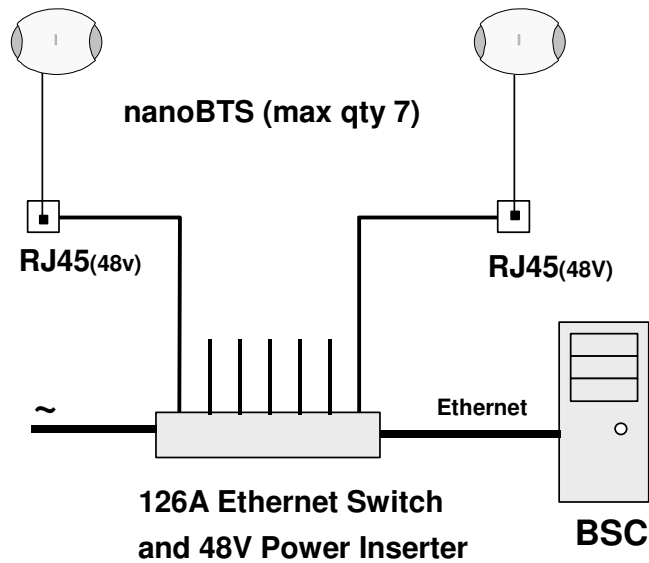 nanoBTS (max qty 7)
RJ45(48v)
RJ45(48V)
~
Ethernet
126A Ethernet Switch
and 48V Power Inserter
BSC